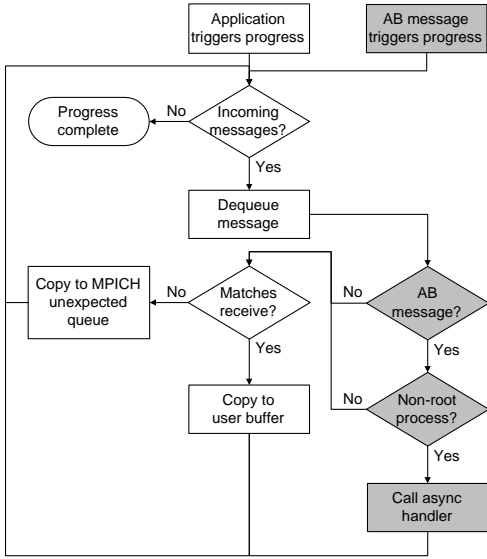 Application
triggers progress
AB message
triggers progress
Incoming
messages?
No
Progress
complete
Yes
Dequeue
message
Copy to MPICH
unexpected
queue
No
Matches
receive?
No
AB
message?
Yes
Yes
Copy to
user buffer
No
Non-root
process?
Yes
Call async
handler